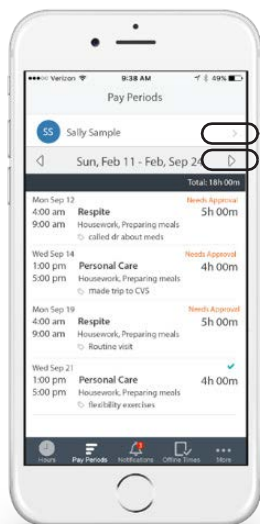 Verizon 9:38 AM 49%
Pay Periods
SS Sally Sample
Sun, Feb 11 - Feb, Sep 24
Total: 18h 00m
Mon Sep 12 Needs Approval
4:00 am Respite 5h 00m
9:00 am Housework, Preparing meals
called dr about meds
Wed Sep 14 Needs Approval
1:00 pm Personal Care 4h 00m
5:00 pm Housework, Preparing meals
made trip to CVS
Mon Sep 19 Needs Approval
4:00 am Respite 5h 00m
9:00 am Housework, Preparing meals
Routine visit
Wed Sep 21
1:00 pm Personal Care 4h 00m
5:00 pm Housework, Preparing meals
flexibility exercises
Hours Pay Periods Notifications Offline Times More